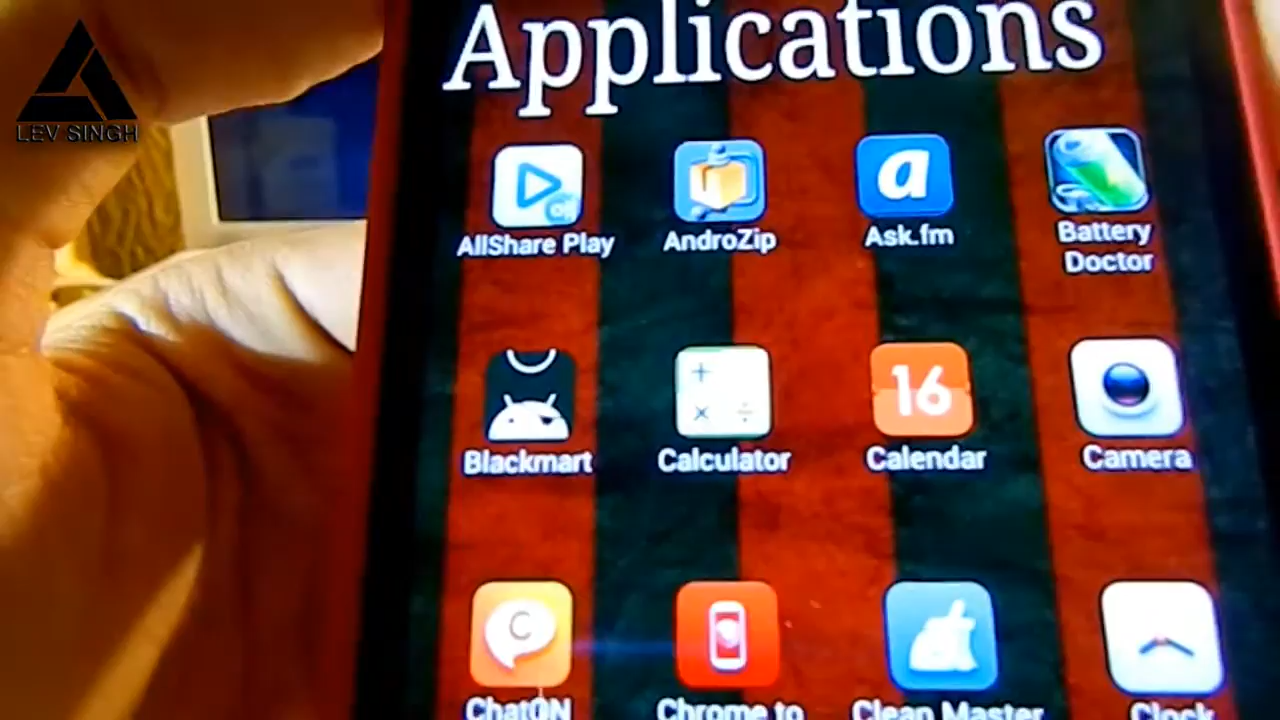 Applications
LEV SINGH
AllShare Play
AndroZip
Ask.fm
Battery
Doctor
Blackmart
Calculator
16
Calendar
Camera
C
ChatON
Chrome to
Clean Master
Clock